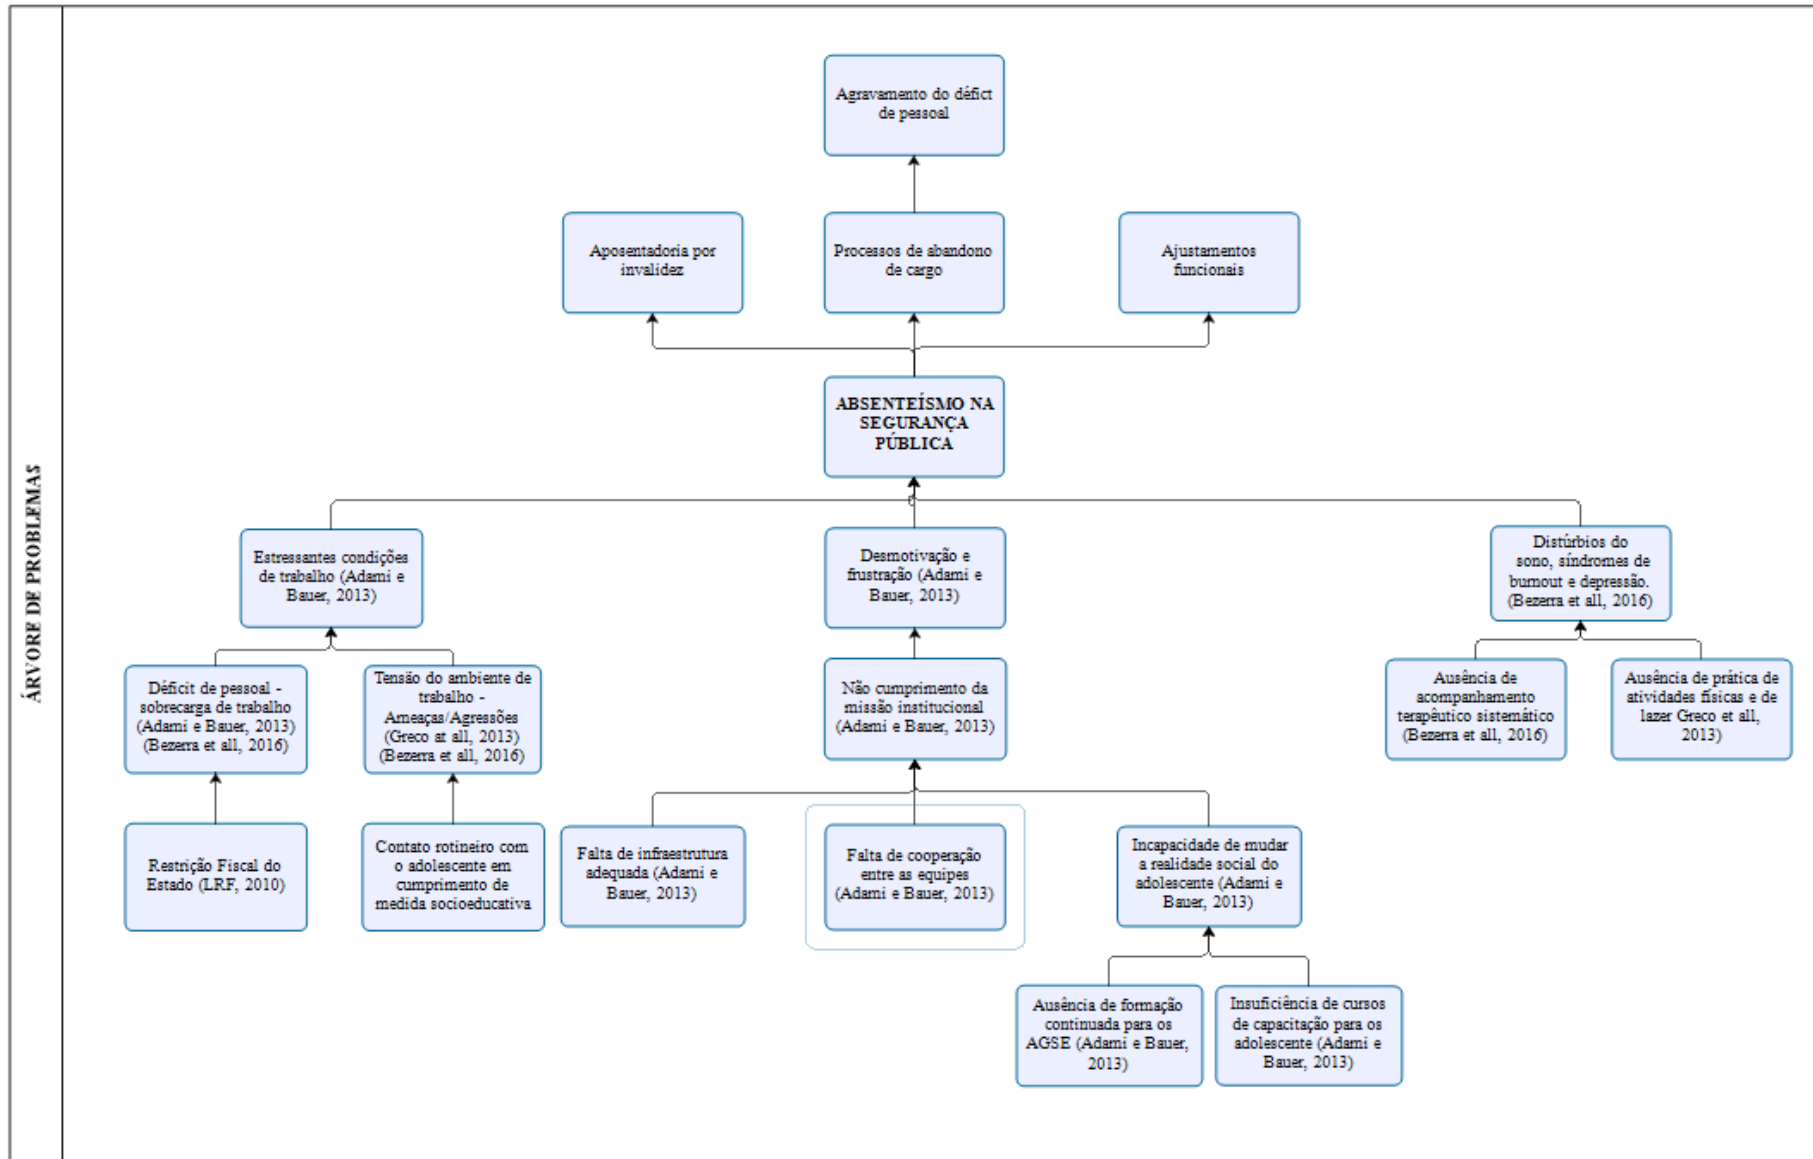 ÁRVORE DE PROBLEMAS
Agravamento do défict
de pessoal
Aposentadoria por
invalidez
Processos de abandono
de cargo
Ajustamentos
funcionais
ABSENTEÍSMO NA
SEGURANÇA
PÚBLICA
Estressantes condições
de trabalho (Adami e
Bauer, 2013)
Desmotivação e
frustração (Adami e
Bauer, 2013)
Distúrbios do
sono, síndromes de
burnout e depressão.
(Bezerra et all, 2016)
Déficit de pessoal -
sobrecarga de trabalho
(Adami e Bauer, 2013)
(Bezerra et all, 2016)
Tensão do ambiente de
trabalho -
Ameaças/Agressões
(Greco at all, 2013)
(Bezerra et all, 2016)
Não cumprimento da
missão institucional
(Adami e Bauer, 2013)
Ausência de
acompanhamento
terapêutico sistemático
(Bezerra et all, 2016)
Ausência de prática de
atividades físicas e de
lazer Greco et all,
2013)
Restrição Fiscal do
Estado (LRF, 2010)
Contato rotineiro com
o adolescente em
cumprimento de
medida socioeducativa
Falta de infraestrutura
adequada (Adami e
Bauer, 2013)
Falta de cooperação
entre as equipes
(Adami e Bauer, 2013)
Incapacidade de mudar
a realidade social do
adolescente (Adami e
Bauer, 2013)
Ausência de formação
continuada para os
AGSE (Adami e Bauer,
2013)
Insuficiência de cursos
de capacitação para os
adolescente (Adami e
Bauer, 2013)